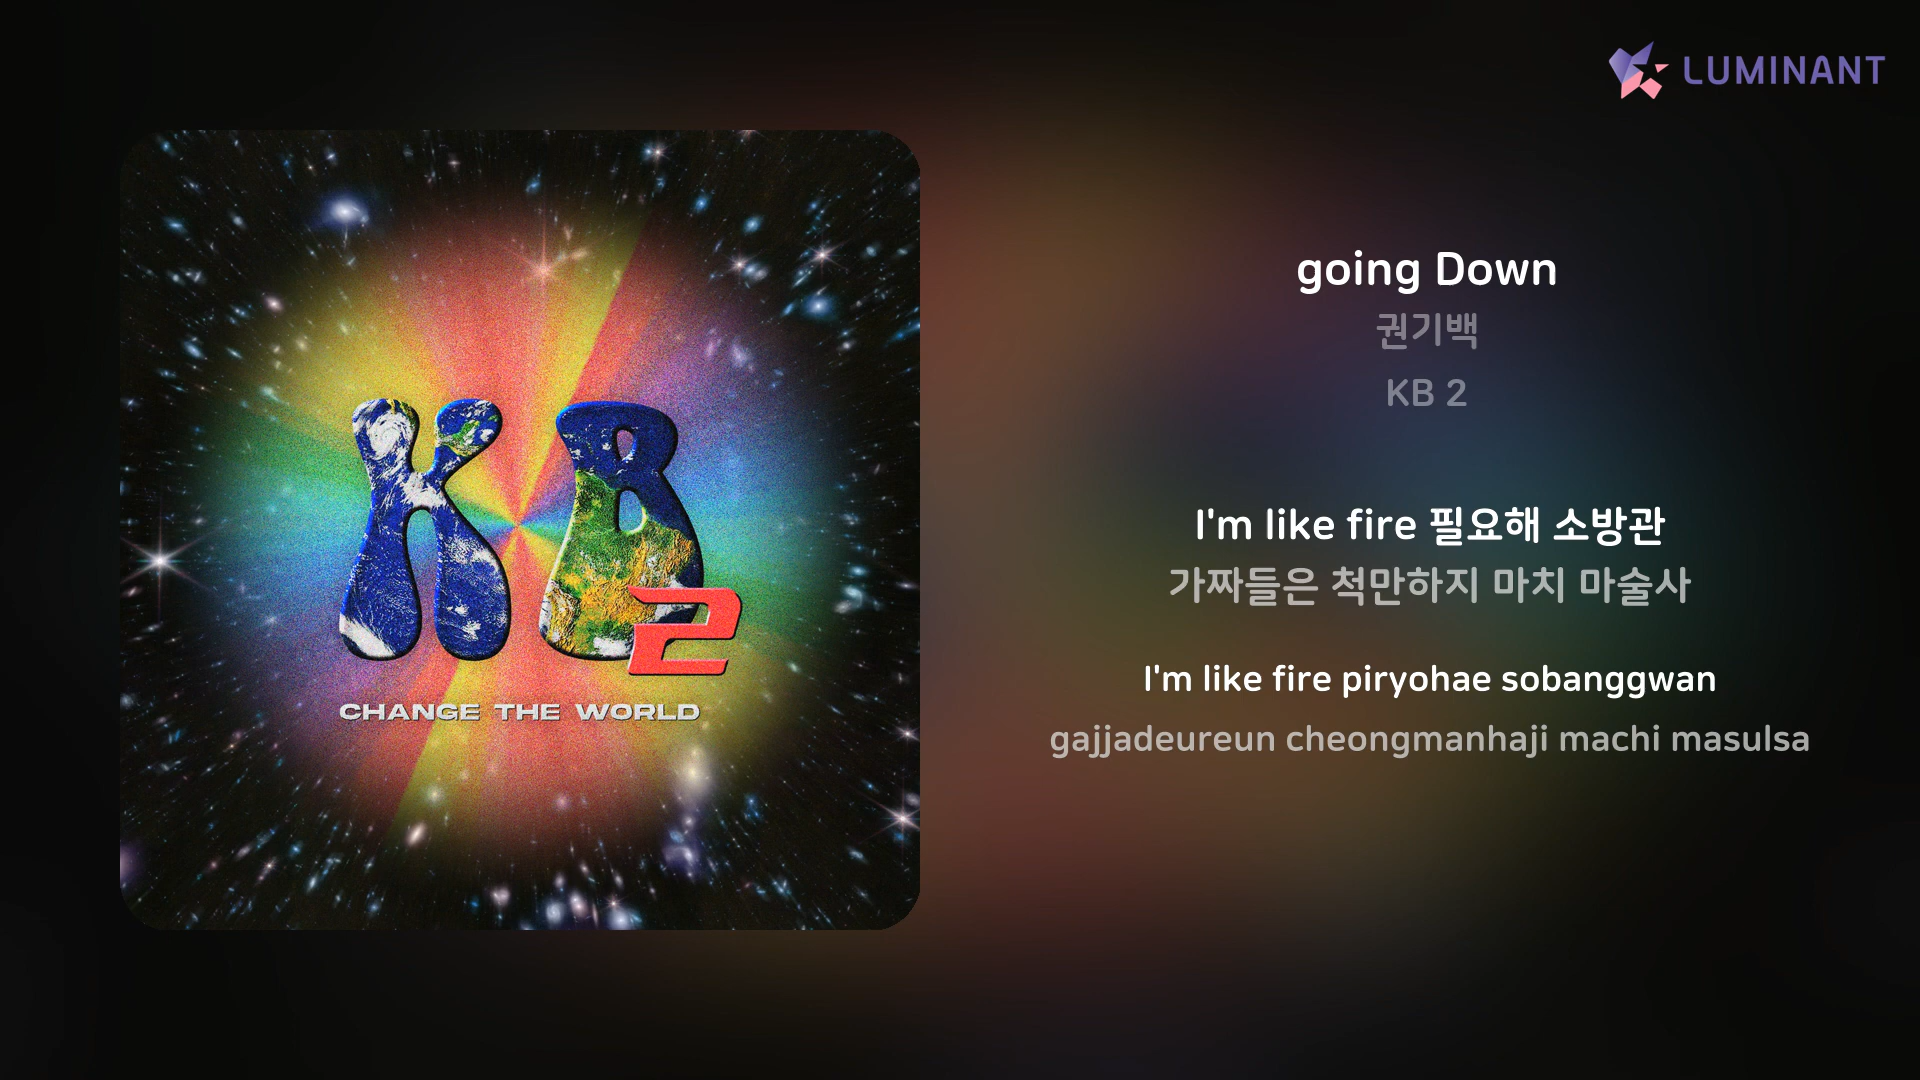 LUMINANT
KB
2
CHANGE THE WORLD
going Down
권기백
KB 2
I'm like fire 필요해 소방관
가짜들은 척만하지 마치 마술사
I'm like fire piryohae sobanggwan
gajjadeureun cheongmanhaji machi masulsa